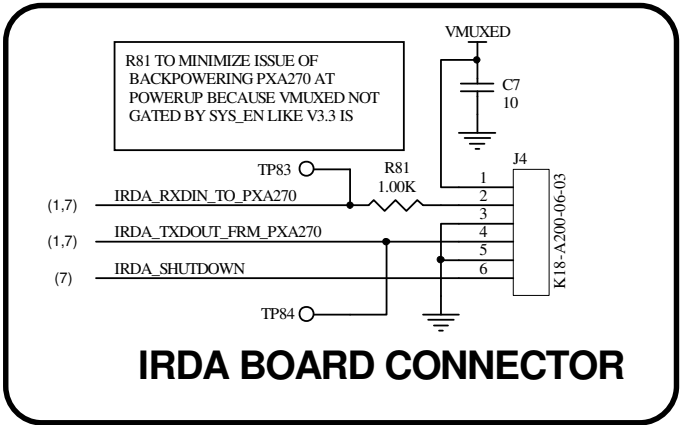 VMUXED
R81 TO MINIMIZE ISSUE OF
BACKPOWERING PXA270 AT
POWERUP BECAUSE VMUXED NOT
GATED BY SYS_EN LIKE V3.3 IS
C7
10
TP83
R81
1.00K
J4
(1,7)
IRDA_RXDIN_TO_PXA270
(1,7)
IRDA_TXDOUT_FRM_PXA270
(7)
IRDA_SHUTDOWN
1
2
3
4
5
6
K18-A200-06-03
TP84
IRDA BOARD CONNECTOR